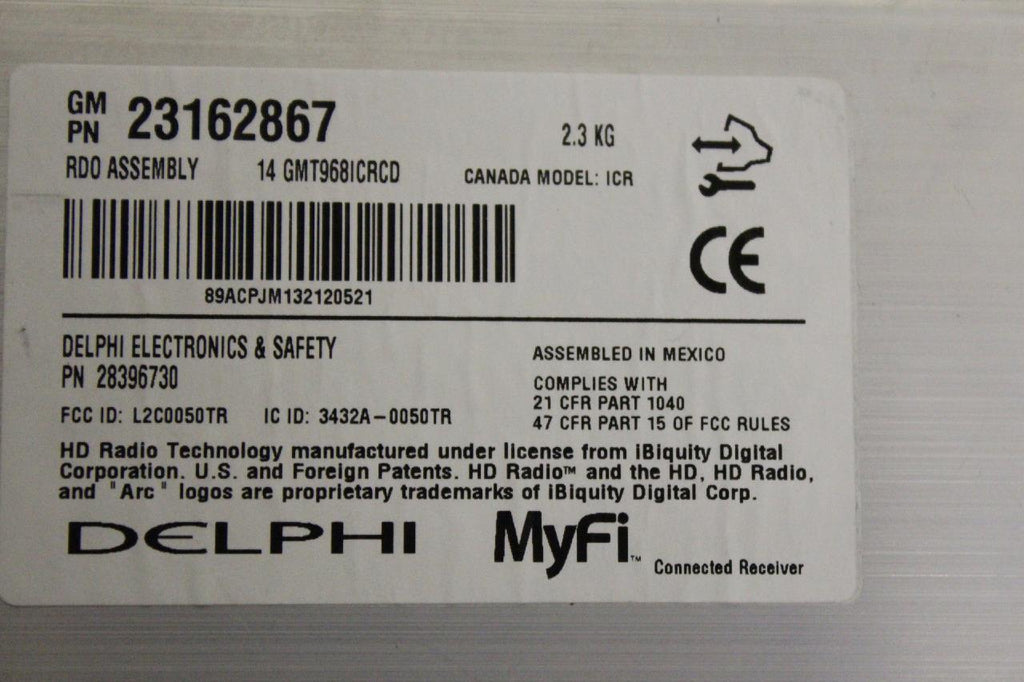 GM PN 23162867
2.3 KG
RDO ASSEMBLY 14 GMT968ICRCD CANADA MODEL: ICR
CE
89ACPJM132120521
DELPHI ELECTRONICS & SAFETY
PN 28396730
ASSEMBLED IN MEXICO
COMPLIES WITH
21 CFR PART 1040
47 CFR PART 15 OF FCC RULES
FCC ID: L2C0050TR IC ID: 3432A-0050TR
HD Radio Technology manufactured under license from iBiquity Digital
Corporation. U.S. and Foreign Patents. HD Radio™ and the HD, HD Radio,
and "Arc" logos are proprietary trademarks of iBiquity Digital Corp.
DELPHI
MyFi™ Connected Receiver